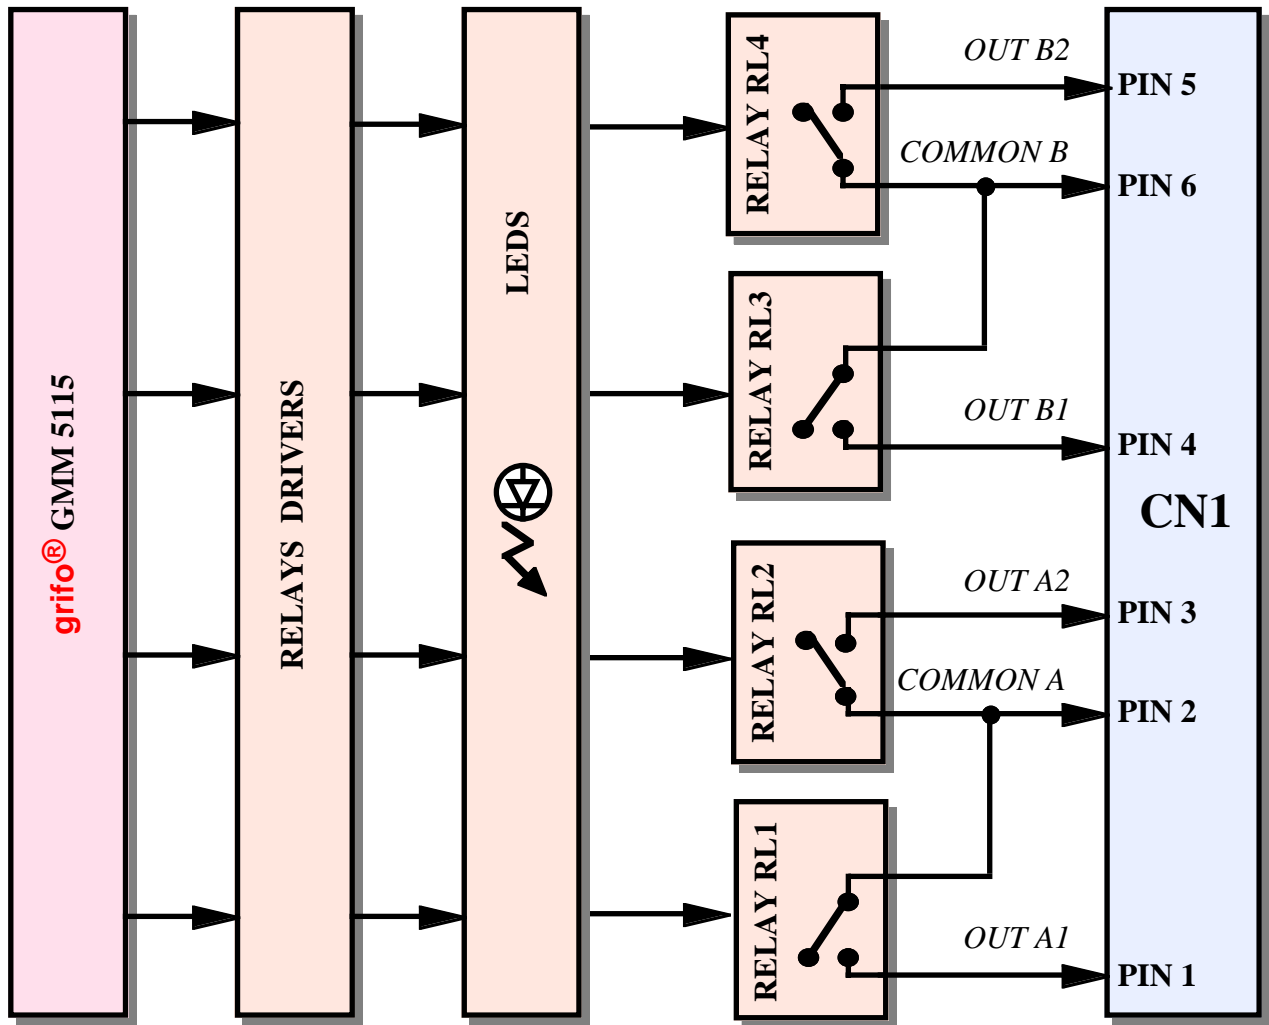 grifo® GMM 5115
RELAYS DRIVERS
LEDS
RELAY RL4
OUT B2
PIN 5
COMMON B
PIN 6
RELAY RL3
OUT B1
PIN 4
CN1
RELAY RL2
OUT A2
PIN 3
COMMON A
PIN 2
RELAY RL1
OUT A1
PIN 1